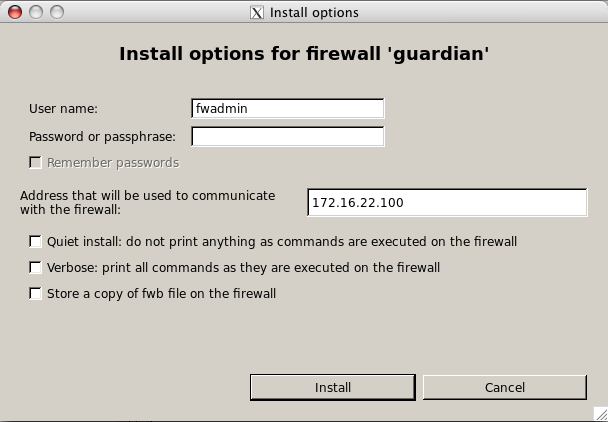 Install options
Install options for firewall 'guardian'
User name:
fwadmin
Password or passphrase:
Remember passwords
Address that will be used to communicate
with the firewall:
172.16.22.100
Quiet install: do not print anything as commands are executed on the firewall
Verbose: print all commands as they are executed on the firewall
Store a copy of fwb file on the firewall
Install
Cancel